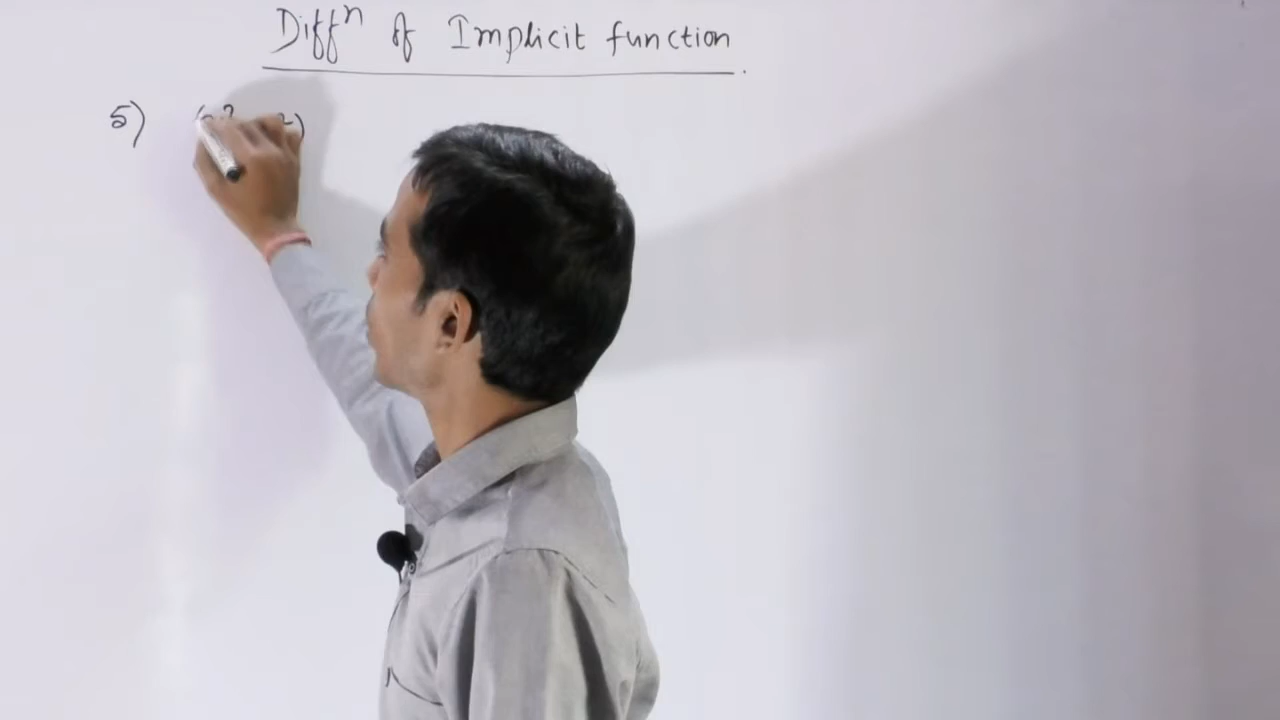 Diffⁿ of Implicit function.
5)